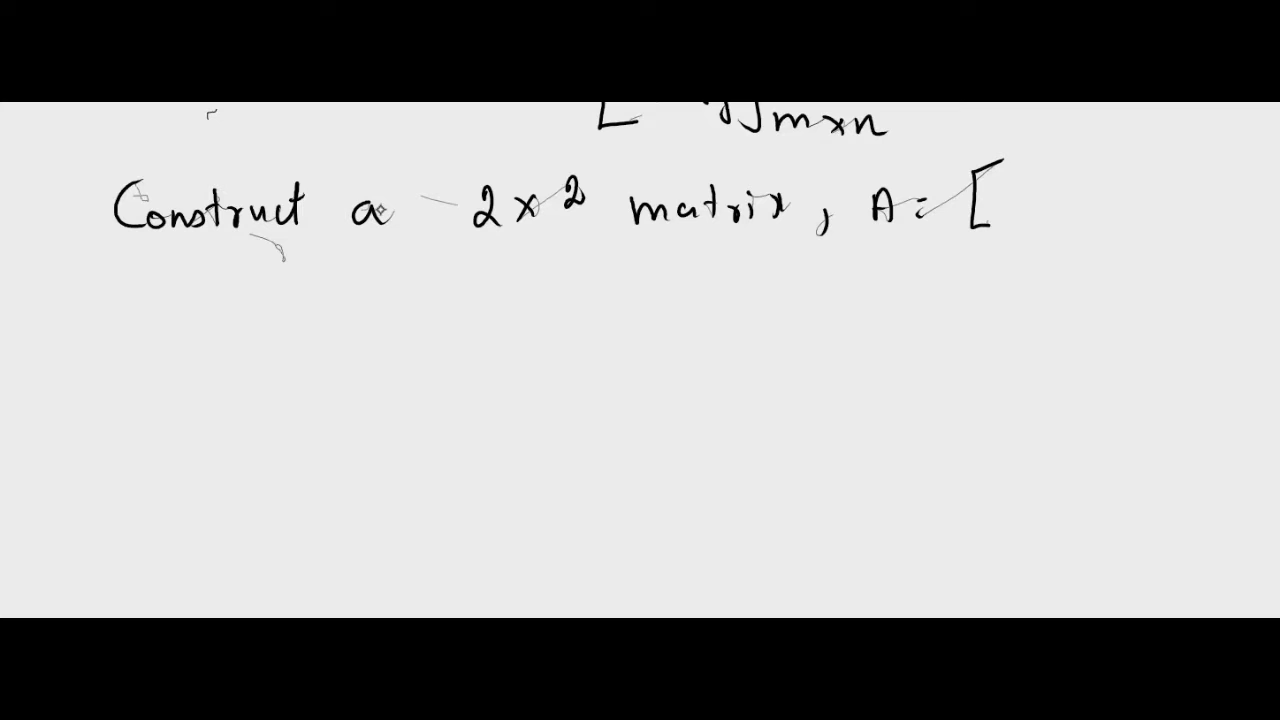 ]m×n
Construct a 2×2 matrix, A = [